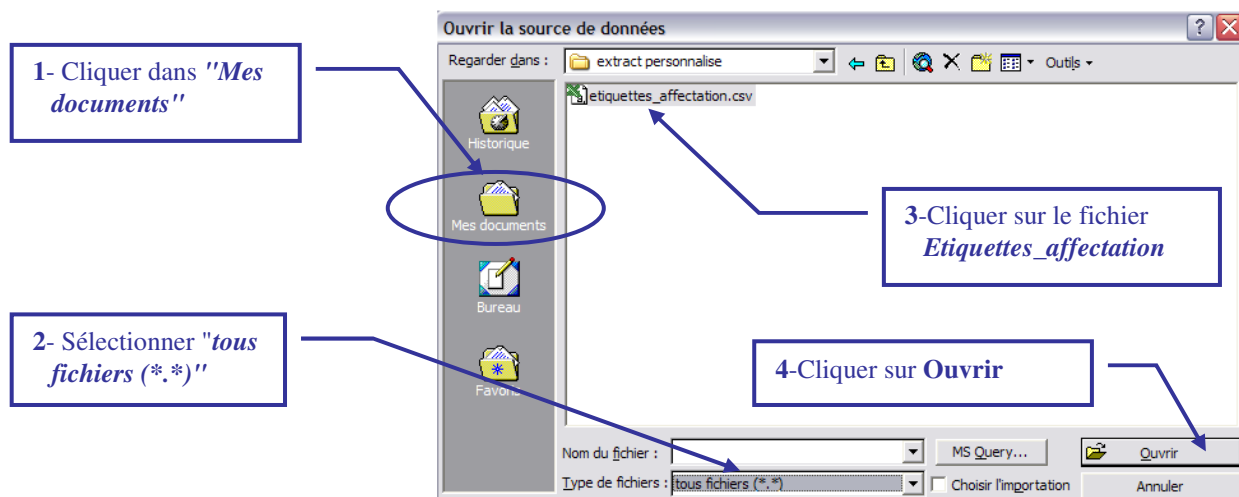 Ouvrir la source de données
Regarder dans :
extract personnalise
Outils
1- Cliquer dans "Mes
documents"
etiquettes_affectation.csv
Historique
Mes documents
3-Cliquer sur le fichier
Etiquettes_affectation
Bureau
2- Sélectionner "tous
fichiers (*.*)"
Favoris
4-Cliquer sur Ouvrir
Nom du fichier :
MS Query...
Ouvrir
Type de fichiers :
tous fichiers (*.*)
Choisir l'importation
Annuler